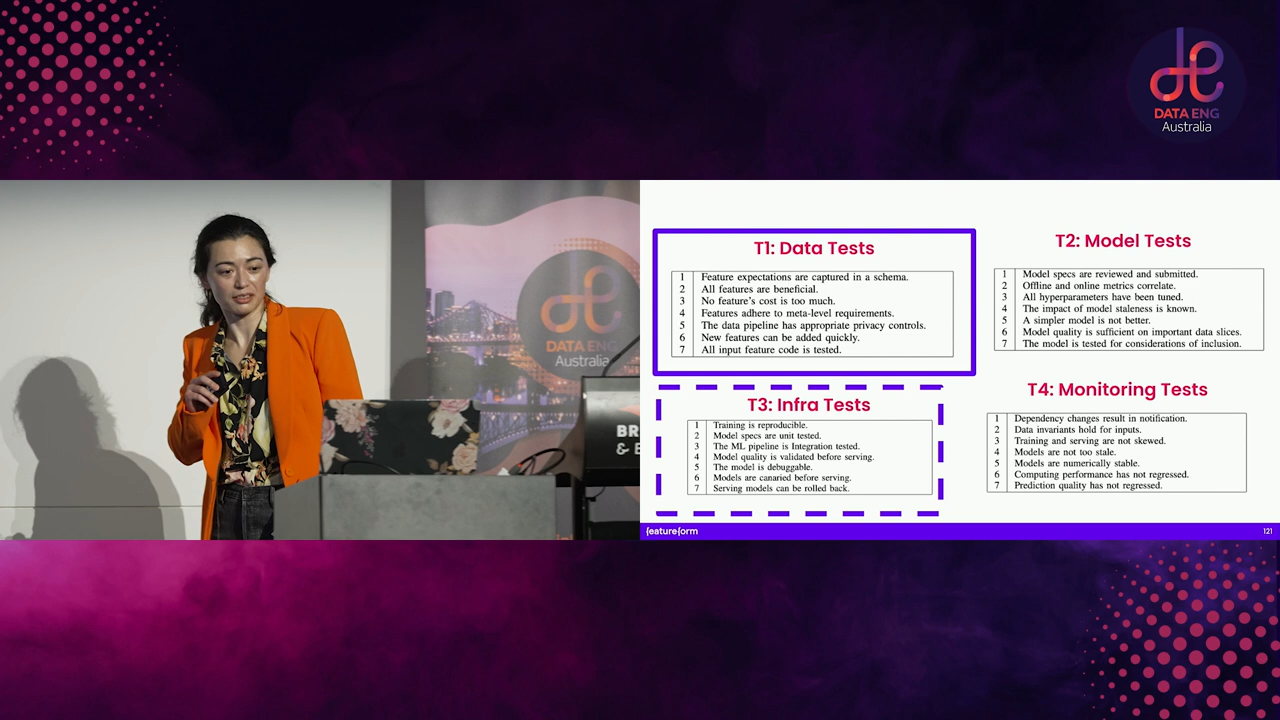 DATA ENG
Australia
DATA ENG
Australia
BR
& E
T1: Data Tests
1 Feature expectations are captured in a schema.
2 All features are beneficial.
3 No feature's cost is too much.
4 Features adhere to meta-level requirements.
5 The data pipeline has appropriate privacy controls.
6 New features can be added quickly.
7 All input feature code is tested.
T2: Model Tests
1 Model specs are reviewed and submitted.
2 Offline and online metrics correlate.
3 All hyperparameters have been tuned.
4 The impact of model staleness is known.
5 A simpler model is not better.
6 Model quality is sufficient on important data slices.
7 The model is tested for considerations of inclusion.
T3: Infra Tests
1 Training is reproducible.
2 Model specs are unit tested.
3 The ML pipeline is Integration tested.
4 Model quality is validated before serving.
5 The model is debuggable.
6 Models are canaried before serving.
7 Serving models can be rolled back.
T4: Monitoring Tests
1 Dependency changes result in notification.
2 Data invariants hold for inputs.
3 Training and serving are not skewed.
4 Models are not too stale.
5 Models are numerically stable.
6 Computing performance has not regressed.
7 Prediction quality has not regressed.
{eature{orm
121